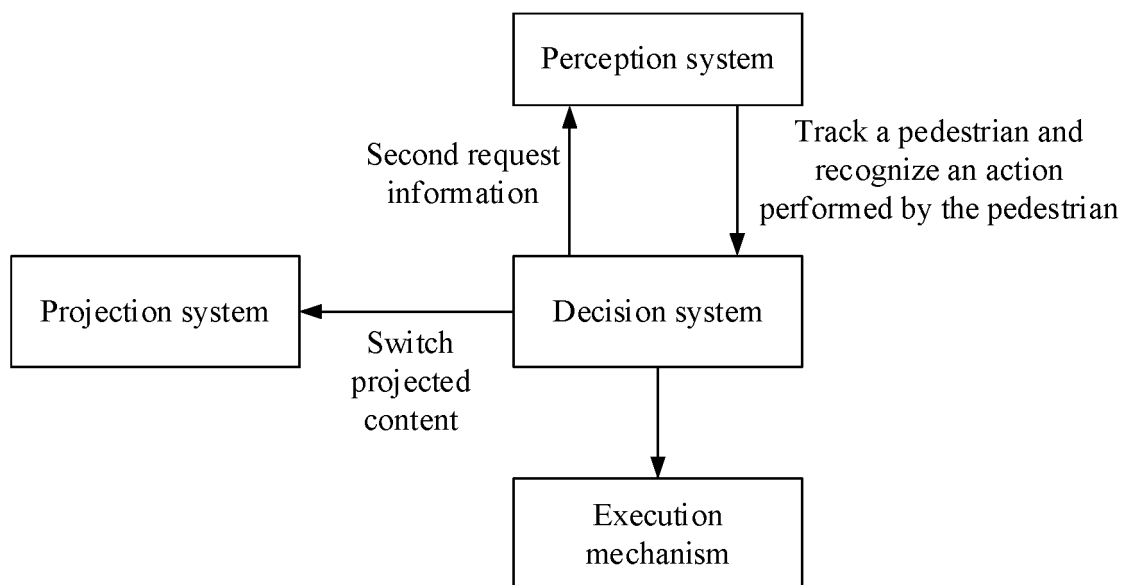 Perception system
Second request
information
Track a pedestrian and
recognize an action
performed by the pedestrian
Projection system
Decision system
Switch
projected
content
Execution
mechanism